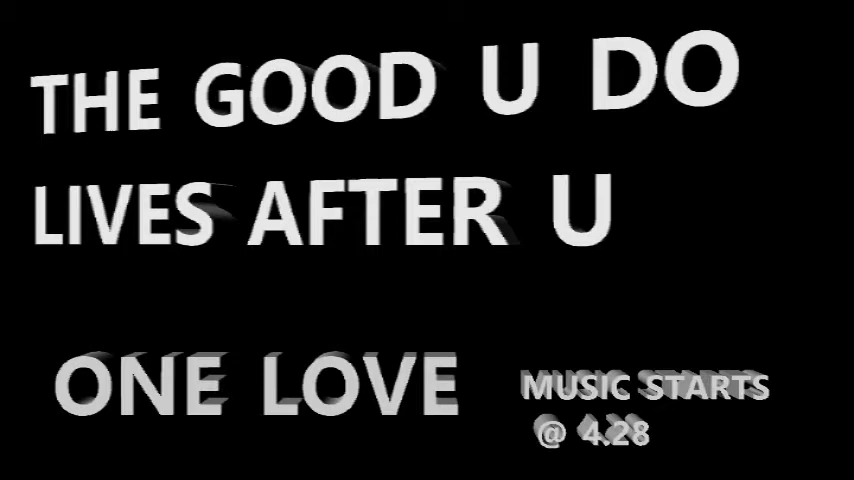 THE GOOD U DO
LIVES AFTER U
ONE LOVE
MUSIC STARTS
@ 4.28